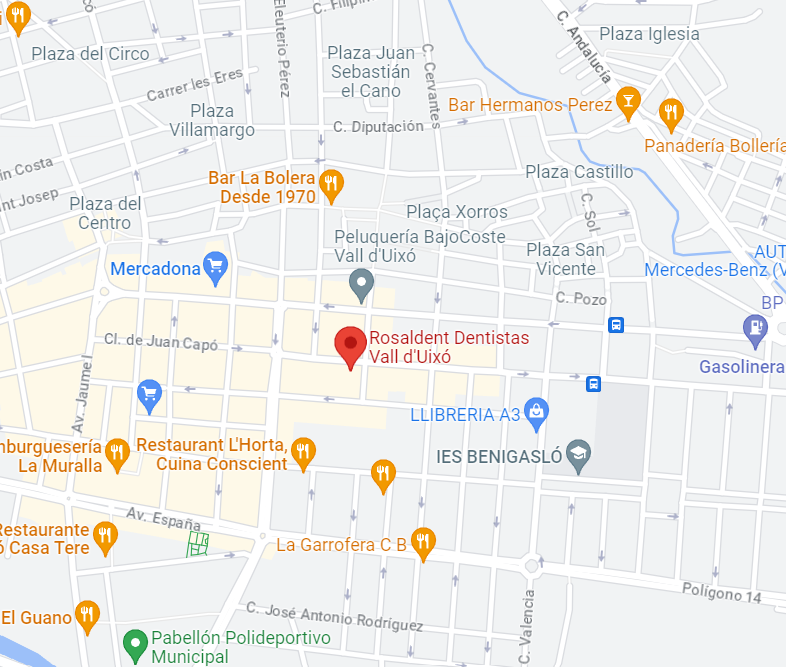 C. Filipin
Plaza del Circo
Eleuterio Pérez
Plaza Juan
Sebastián
el Cano
C. Cervantes
C. Andalucía
Plaza Iglesia
Carrer les Eres
Plaza
Villamargo
C. Diputación
Bar Hermanos Perez
Panadería Bollería
in Costa
nt Josep
Bar La Bolera
Desde 1970
Plaza Castillo
Plaza del
Centro
Plaça Xorros
C. Sol
Peluquería BajoCoste
Vall d'Uixó
Plaza San
Vicente
AUT
Mercedes-Benz (V
Mercadona
C. Pozo
BP
Cl. de Juan Capó
Rosaldent Dentistas
Vall d'Uixó
Gasolinera
Av. Jaume I
LLIBRERIA A3
mburguesería
La Muralla
Restaurant L'Horta,
Cuina Conscient
IES BENIGASLÓ
Av. España
Restaurante
ó Casa Tere
La Garrofera C B
Polígono 14
El Guano
C. José Antonio Rodríguez
C. Valencia
Pabellón Polideportivo
Municipal